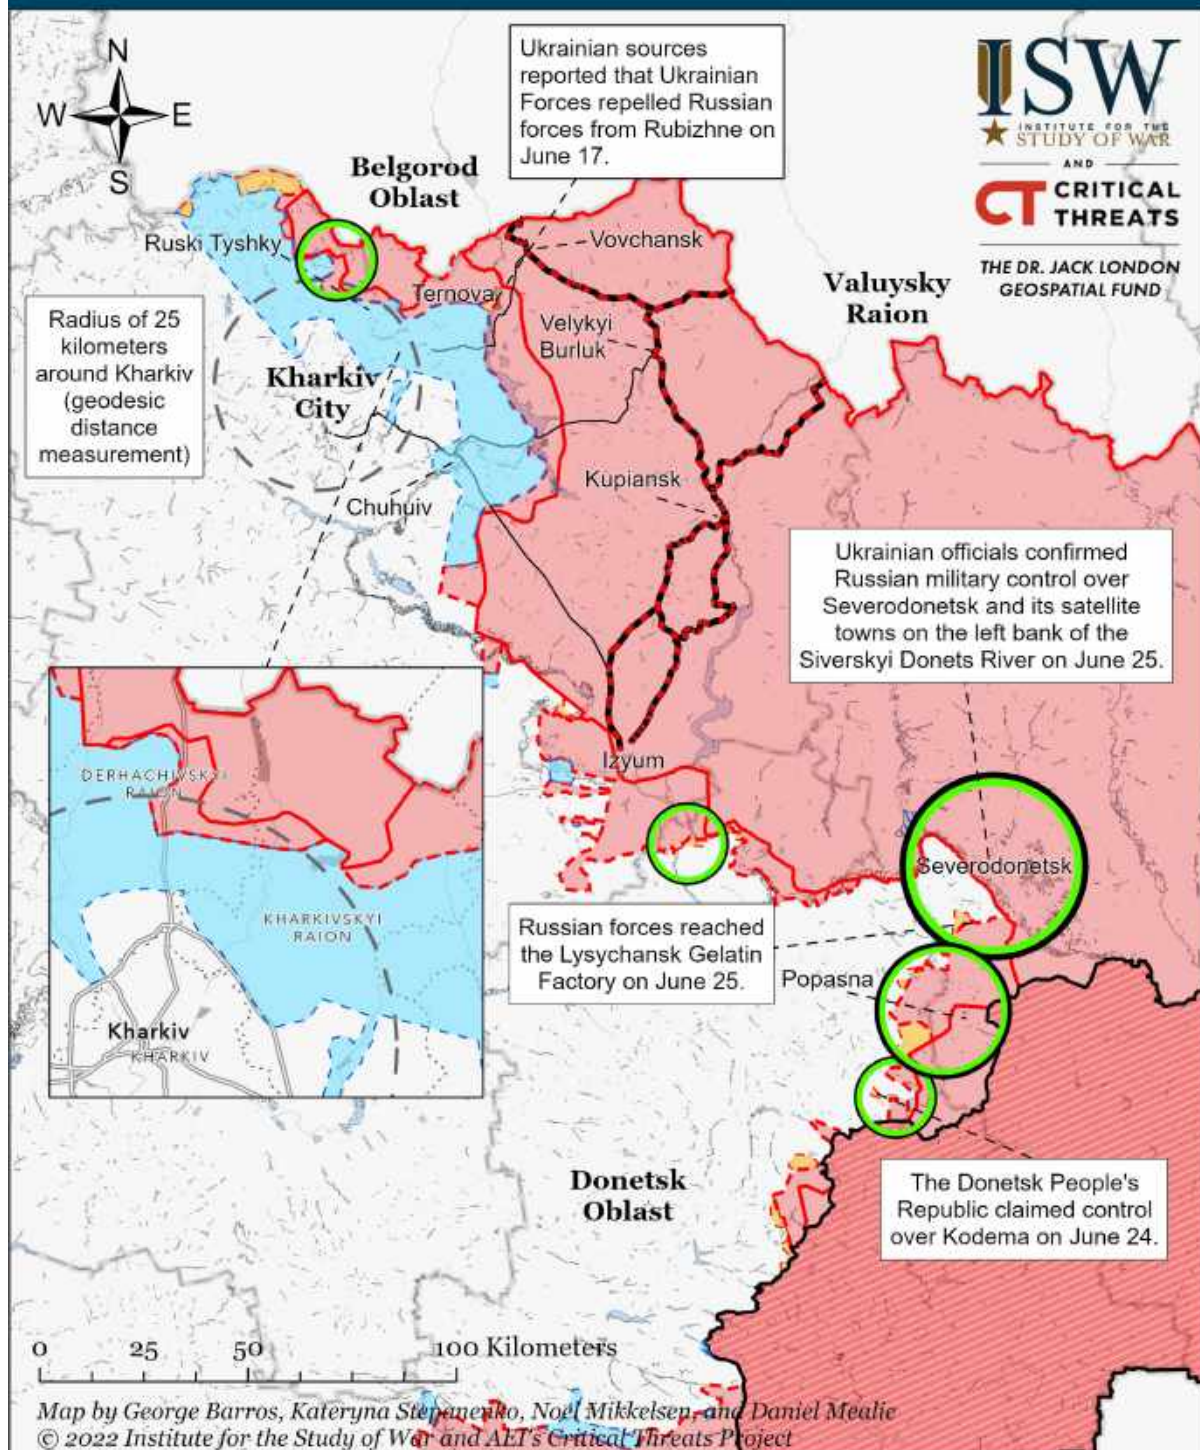 N
W E
S
Ukrainian sources
reported that Ukrainian
Forces repelled Russian
forces from Rubizhne on
June 17.
ISW
INSTITUTE FOR THE
STUDY OF WAR
AND
CT CRITICAL
THREATS
THE DR. JACK LONDON
GEOSPATIAL FUND
Belgorod
Oblast
Ruski Tyshky
Vovchansk
Valuysky
Raion
Ternova
Radius of 25
kilometers
around Kharkiv
(geodesic
distance
measurement)
Velykyi
Burluk
Kharkiv
City
Kupiansk
Chuhuiv
Ukrainian officials confirmed
Russian military control over
Severodonetsk and its satellite
towns on the left bank of the
Siverskyi Donets River on June 25.
Izyum
DERHACHIVSKYI
RAION
KHARKIVSKYI
RAION
Kharkiv
KHARKIV
Severodonetsk
Russian forces reached
the Lysychansk Gelatin
Factory on June 25.
Popasna
Donetsk
Oblast
The Donetsk People's
Republic claimed control
over Kodema on June 24.
0 25 50 100 Kilometers
Map by George Barros, Kateryna Stepanenko, Noel Mikkelsen, and Daniel Mealie
© 2022 Institute for the Study of War and AEI's Critical Threats Project